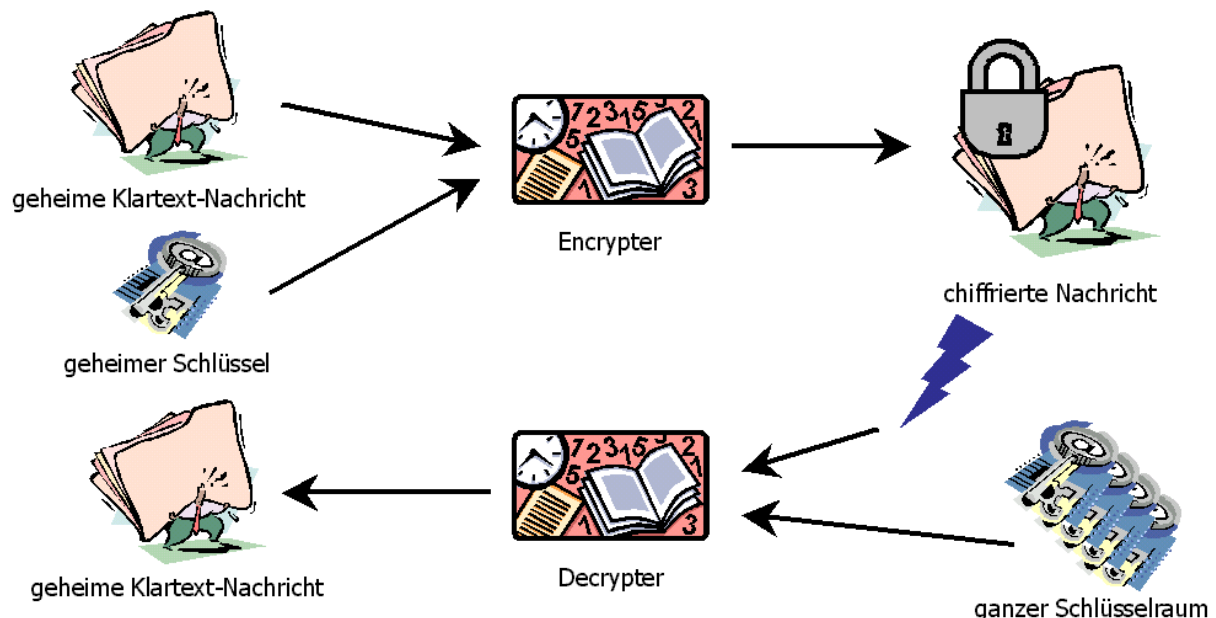 geheime Klartext-Nachricht
geheimer Schlüssel
Encrypter
chiffrierte Nachricht
geheime Klartext-Nachricht
Decrypter
ganzer Schlüsselraum